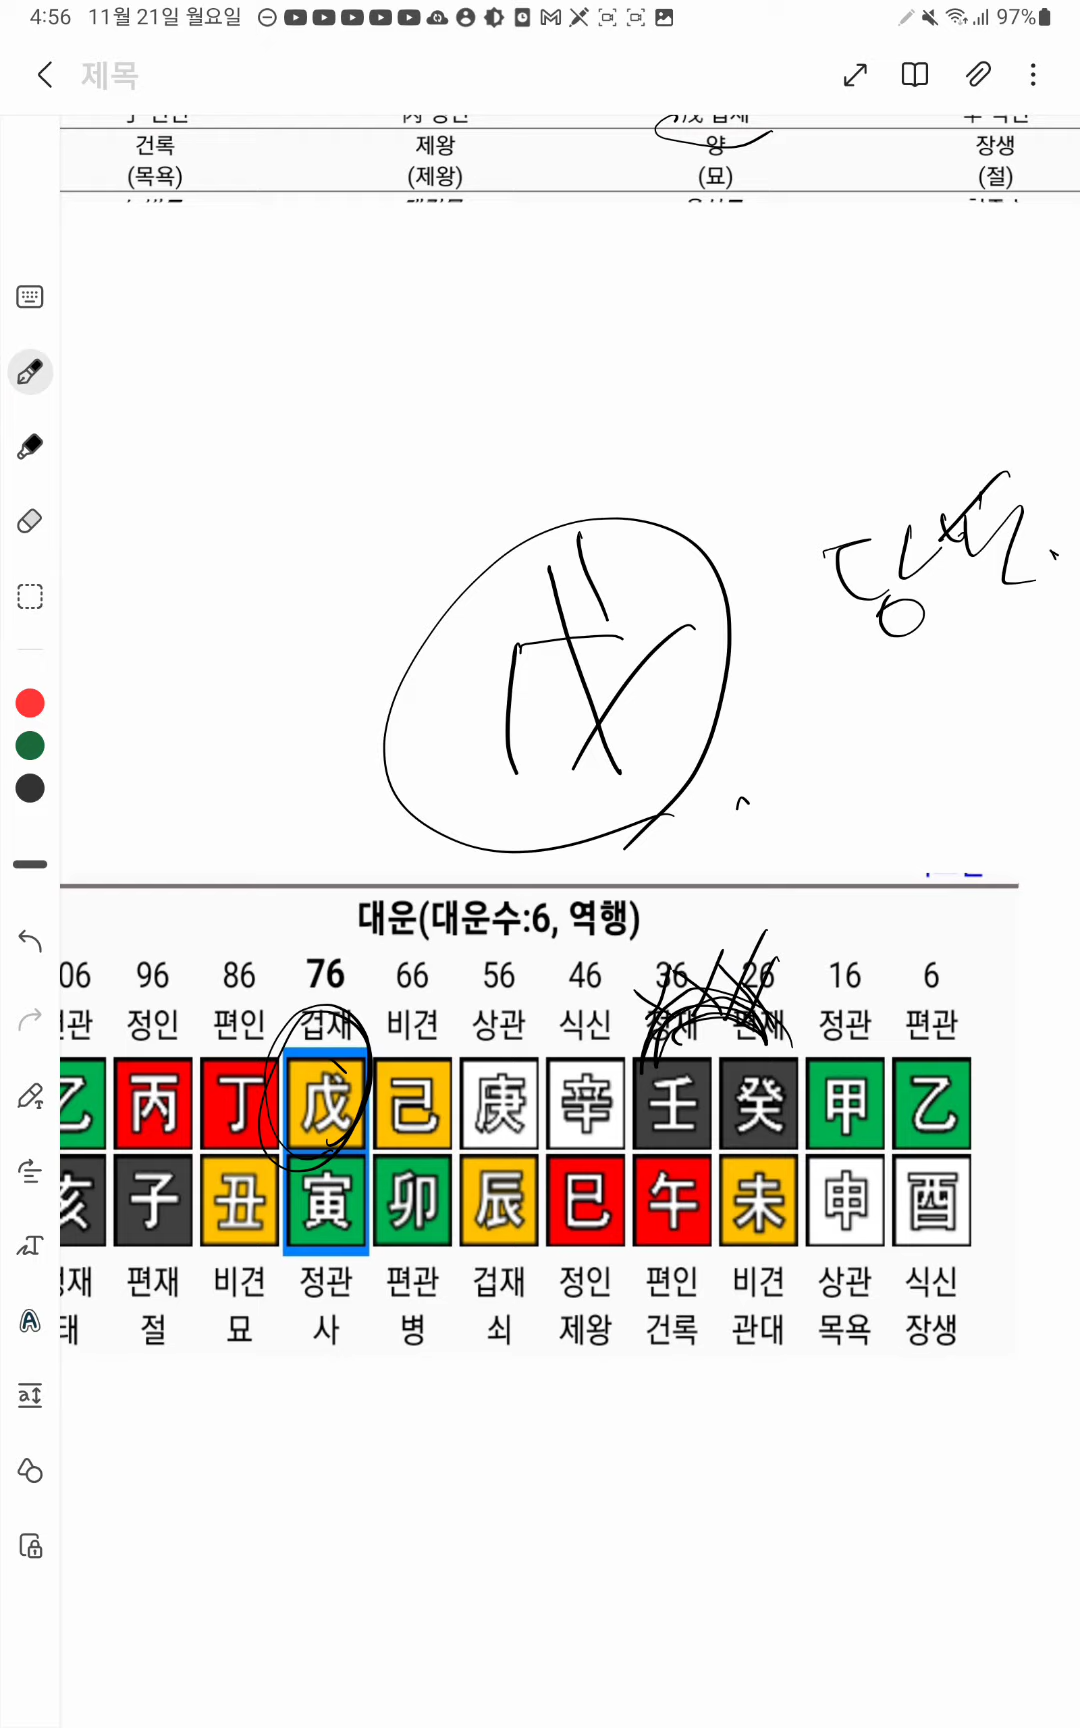 4:56 11월 21일 월요일 97%
제목
건록 제왕 양 장생
(목욕) (제왕) (묘) (절)
당뇨
戊
대운(대운수:6, 역행)
06 96 86 76 66 56 46 36 26 16 6
정인 편인 겁재 비견 상관 식신 정재 편재 정관 편관
乙 丙 丁 戊 己 庚 辛 壬 癸 甲 乙
亥 子 丑 寅 卯 辰 巳 午 未 申 酉
편재 비견 정관 편관 겁재 정인 편인 비견 상관 식신
절 묘 사 병 쇠 제왕 건록 관대 목욕 장생